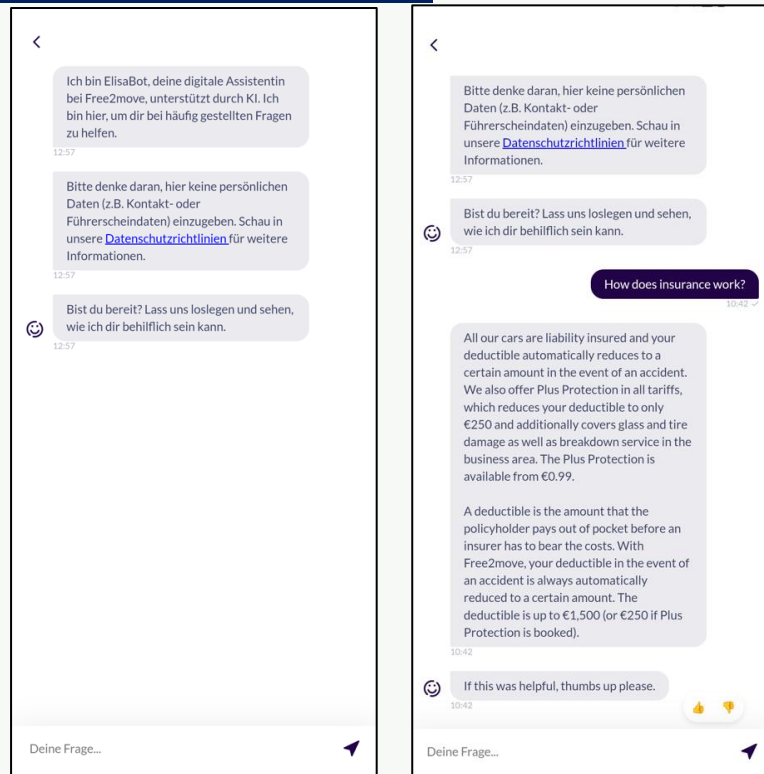 Ich bin ElisaBot, deine digitale Assistentin
bei Free2move, unterstützt durch KI. Ich
bin hier, um dir bei häufig gestellten Fragen
zu helfen.
12:57
Bitte denke daran, hier keine persönlichen
Daten (z.B. Kontakt- oder
Führerscheindaten) einzugeben. Schau in
unsere Datenschutzrichtlinien für weitere
Informationen.
12:57
Bist du bereit? Lass uns loslegen und sehen,
wie ich dir behilflich sein kann.
12:57
Deine Frage...
Bitte denke daran, hier keine persönlichen
Daten (z.B. Kontakt- oder
Führerscheindaten) einzugeben. Schau in
unsere Datenschutzrichtlinien für weitere
Informationen.
12:57
Bist du bereit? Lass uns loslegen und sehen,
wie ich dir behilflich sein kann.
12:57
How does insurance work?
10:42
All our cars are liability insured and your
deductible automatically reduces to a
certain amount in the event of an accident.
We also offer Plus Protection in all tariffs,
which reduces your deductible to only
€250 and additionally covers glass and tire
damage as well as breakdown service in the
business area. The Plus Protection is
available from €0.99.
A deductible is the amount that the
policyholder pays out of pocket before an
insurer has to bear the costs. With
Free2move, your deductible in the event of
an accident is always automatically
reduced to a certain amount. The
deductible is up to €1,500 (or €250 if Plus
Protection is booked).
10:42
If this was helpful, thumbs up please.
10:42
Deine Frage...